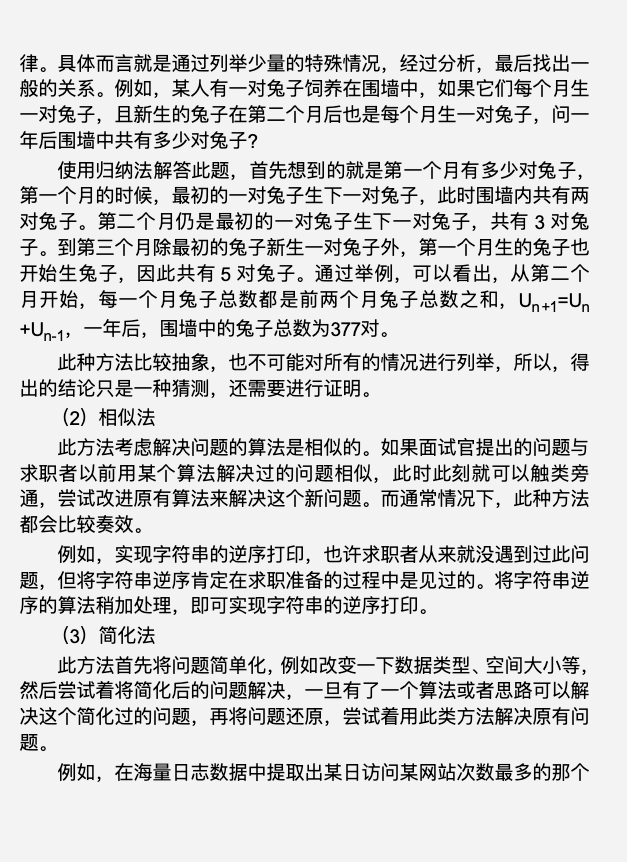 律。具体而言就是通过列举少量的特殊情况，经过分析，最后找出一
般的关系。例如，某人有一对兔子饲养在围墙中，如果它们每个月生
一对兔子，且新生的兔子在第二个月后也是每个月生一对兔子，问一
年后围墙中共有多少对兔子?
使用归纳法解答此题，首先想到的就是第一个月有多少对兔子，
第一个月的时候，最初的一对兔子生下一对兔子，此时围墙内共有两
对兔子。第二个月仍是最初的一对兔子生下一对兔子，共有 3 对兔
子。到第三个月除最初的兔子新生一对兔子外，第一个月生的兔子也
开始生兔子，因此共有 5 对兔子。通过举例，可以看出，从第二个
月开始，每一个月兔子总数都是前两个月兔子总数之和，Un+1=Un
+Un-1，一年后，围墙中的兔子总数为377对。
此种方法比较抽象，也不可能对所有的情况进行列举，所以，得
出的结论只是一种猜测，还需要进行证明。
（2）相似法
此方法考虑解决问题的算法是相似的。如果面试官提出的问题与
求职者以前用某个算法解决过的问题相似，此时此刻就可以触类旁
通，尝试改进原有算法来解决这个新问题。而通常情况下，此种方法
都会比较奏效。
例如，实现字符串的逆序打印，也许求职者从来就没遇到过此问
题，但将字符串逆序肯定在求职准备的过程中是见过的。将字符串逆
序的算法稍加处理，即可实现字符串的逆序打印。
（3）简化法
此方法首先将问题简单化，例如改变一下数据类型、空间大小等，
然后尝试着将简化后的问题解决，一旦有了一个算法或者思路可以解
决这个简化过的问题，再将问题还原，尝试着用此类方法解决原有问
题。
例如，在海量日志数据中提取出某日访问某网站次数最多的那个